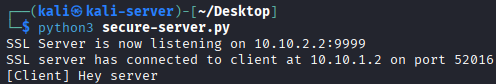 ┌──(kali㉿kali-server)-[~/Desktop]
└─$ python3 secure-server.py
SSL Server is now listening on 10.10.2.2:9999
SSL server has connected to client at 10.10.1.2 on port 52016
[Client] Hey server